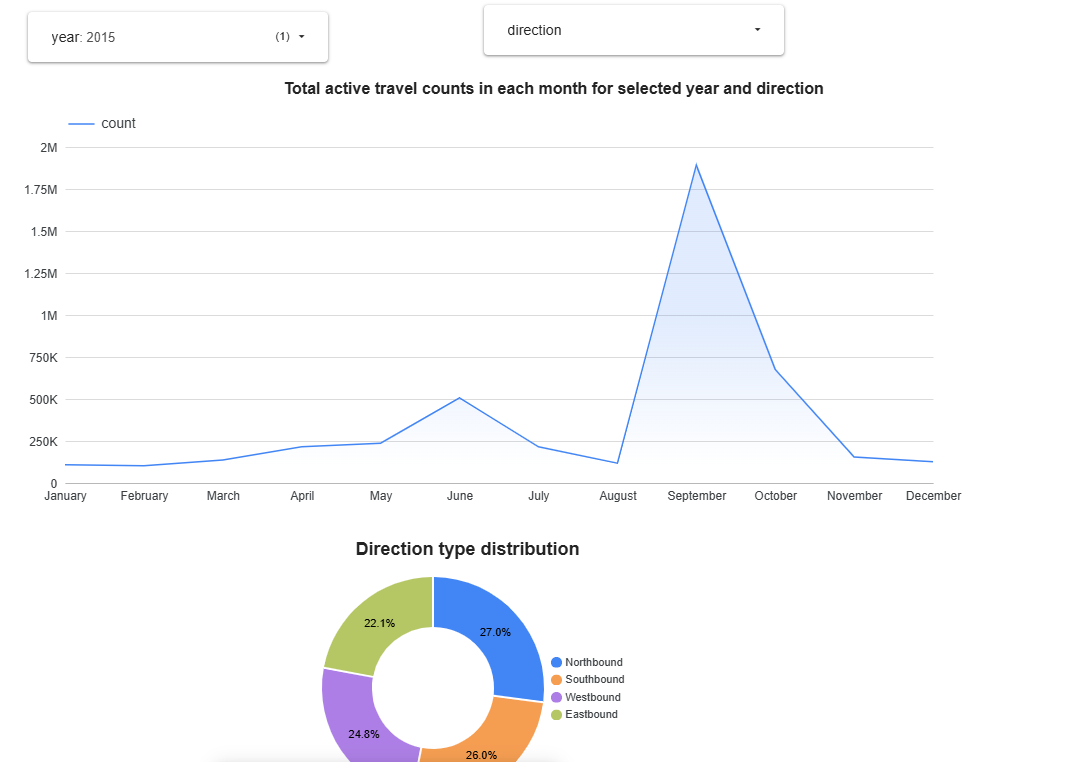 year: 2015 (1)
direction
Total active travel counts in each month for selected year and direction
count
2M
1.75M
1.5M
1.25M
1M
750K
500K
250K
0
January February March April May June July August September October November December
Direction type distribution
22.1%
27.0%
24.8%
26.0%
Northbound
Southbound
Westbound
Eastbound